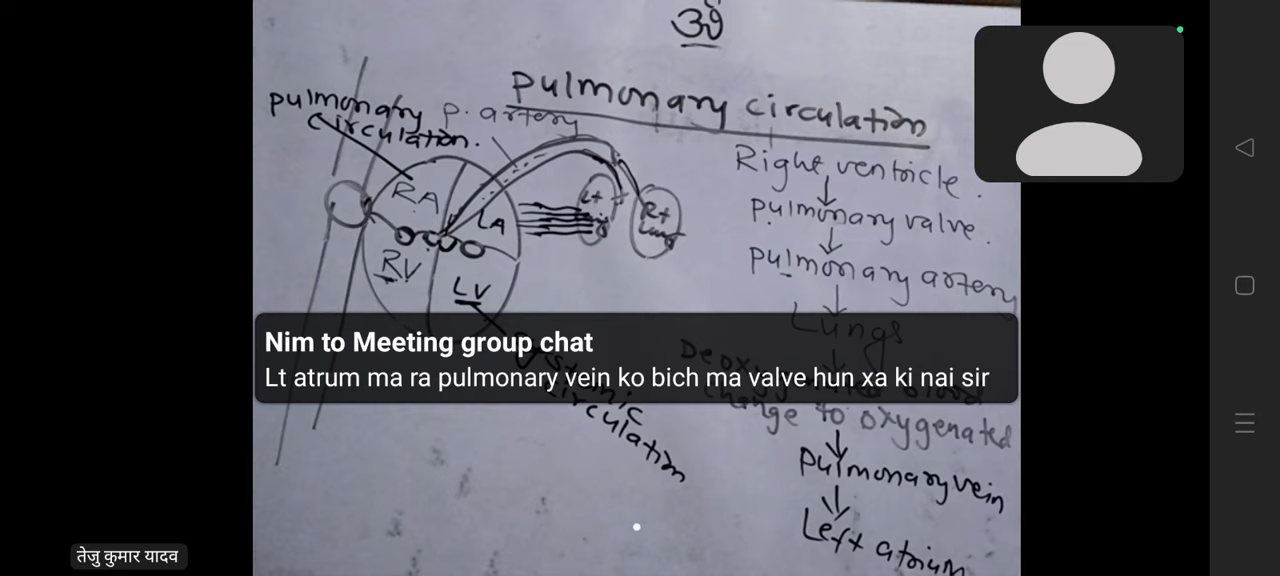 ॐ
pulmonary circulation
pulmonary
circulation.
p. artery
RA
LA
RV
LV
Lt
Rt
Lung
Right ventricle.
pulmonary valve.
pulmonary artery
Lungs
Nim to Meeting group chat
Lt atrum ma ra pulmonary vein ko bich ma valve hun xa ki nai sir
blood
change to oxygenated
circulation
pulmonary vein
Left atrium
तेजु कुमार यादव